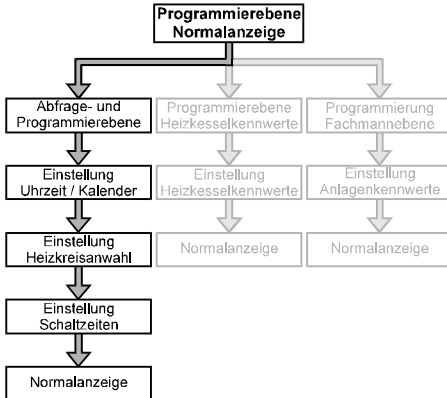 Programmierebene
Normalanzeige
Abfrage- und
Programmierebene
Einstellung
Uhrzeit / Kalender
Einstellung
Heizkreisanwahl
Einstellung
Schaltzeiten
Normalanzeige
Programmierebene
Heizkesselkennwerte
Einstellung
Heizkesselkennwerte
Normalanzeige
Programmierung
Fachmannebene
Einstellung
Anlagenkennwerte
Normalanzeige